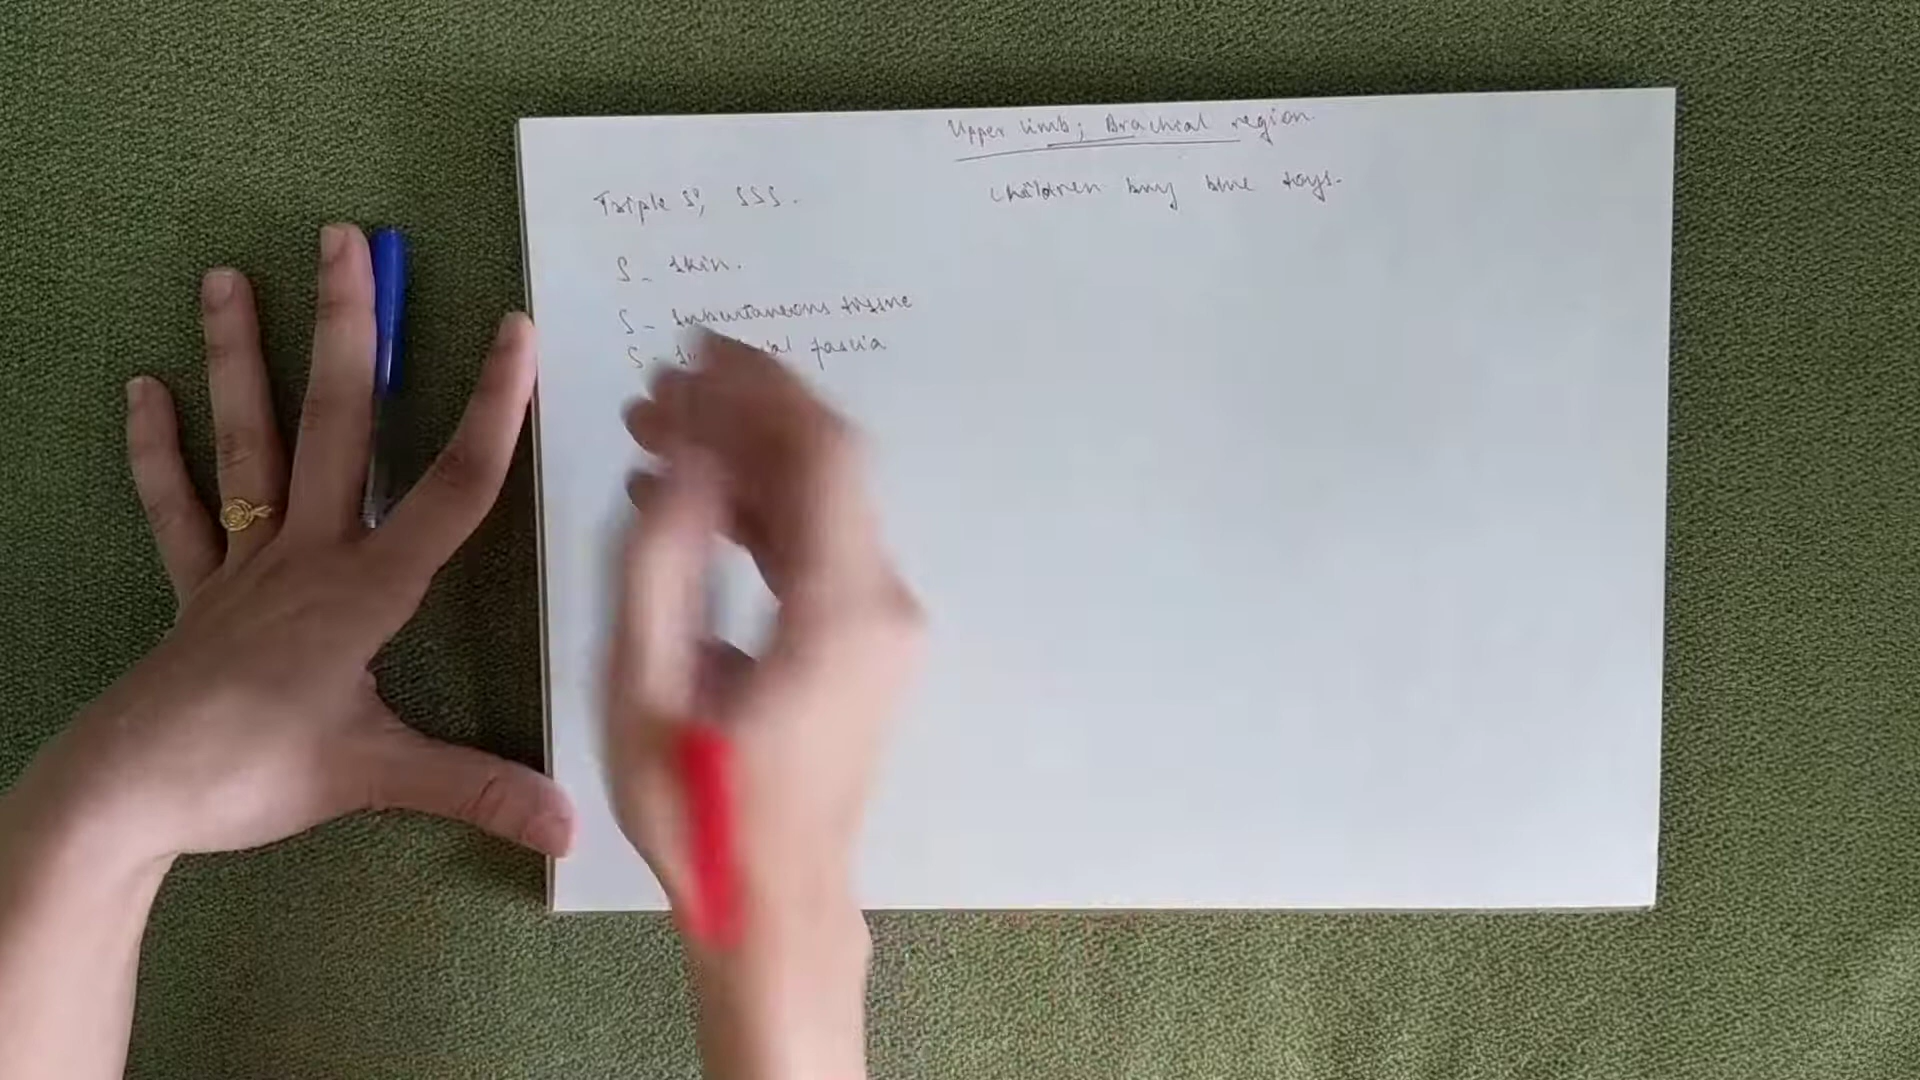 Upper limb; Brachial region.
Triple S, SSS.
children buy blue toys.
S - skin.
S - subcutaneous tissue
S - fascia